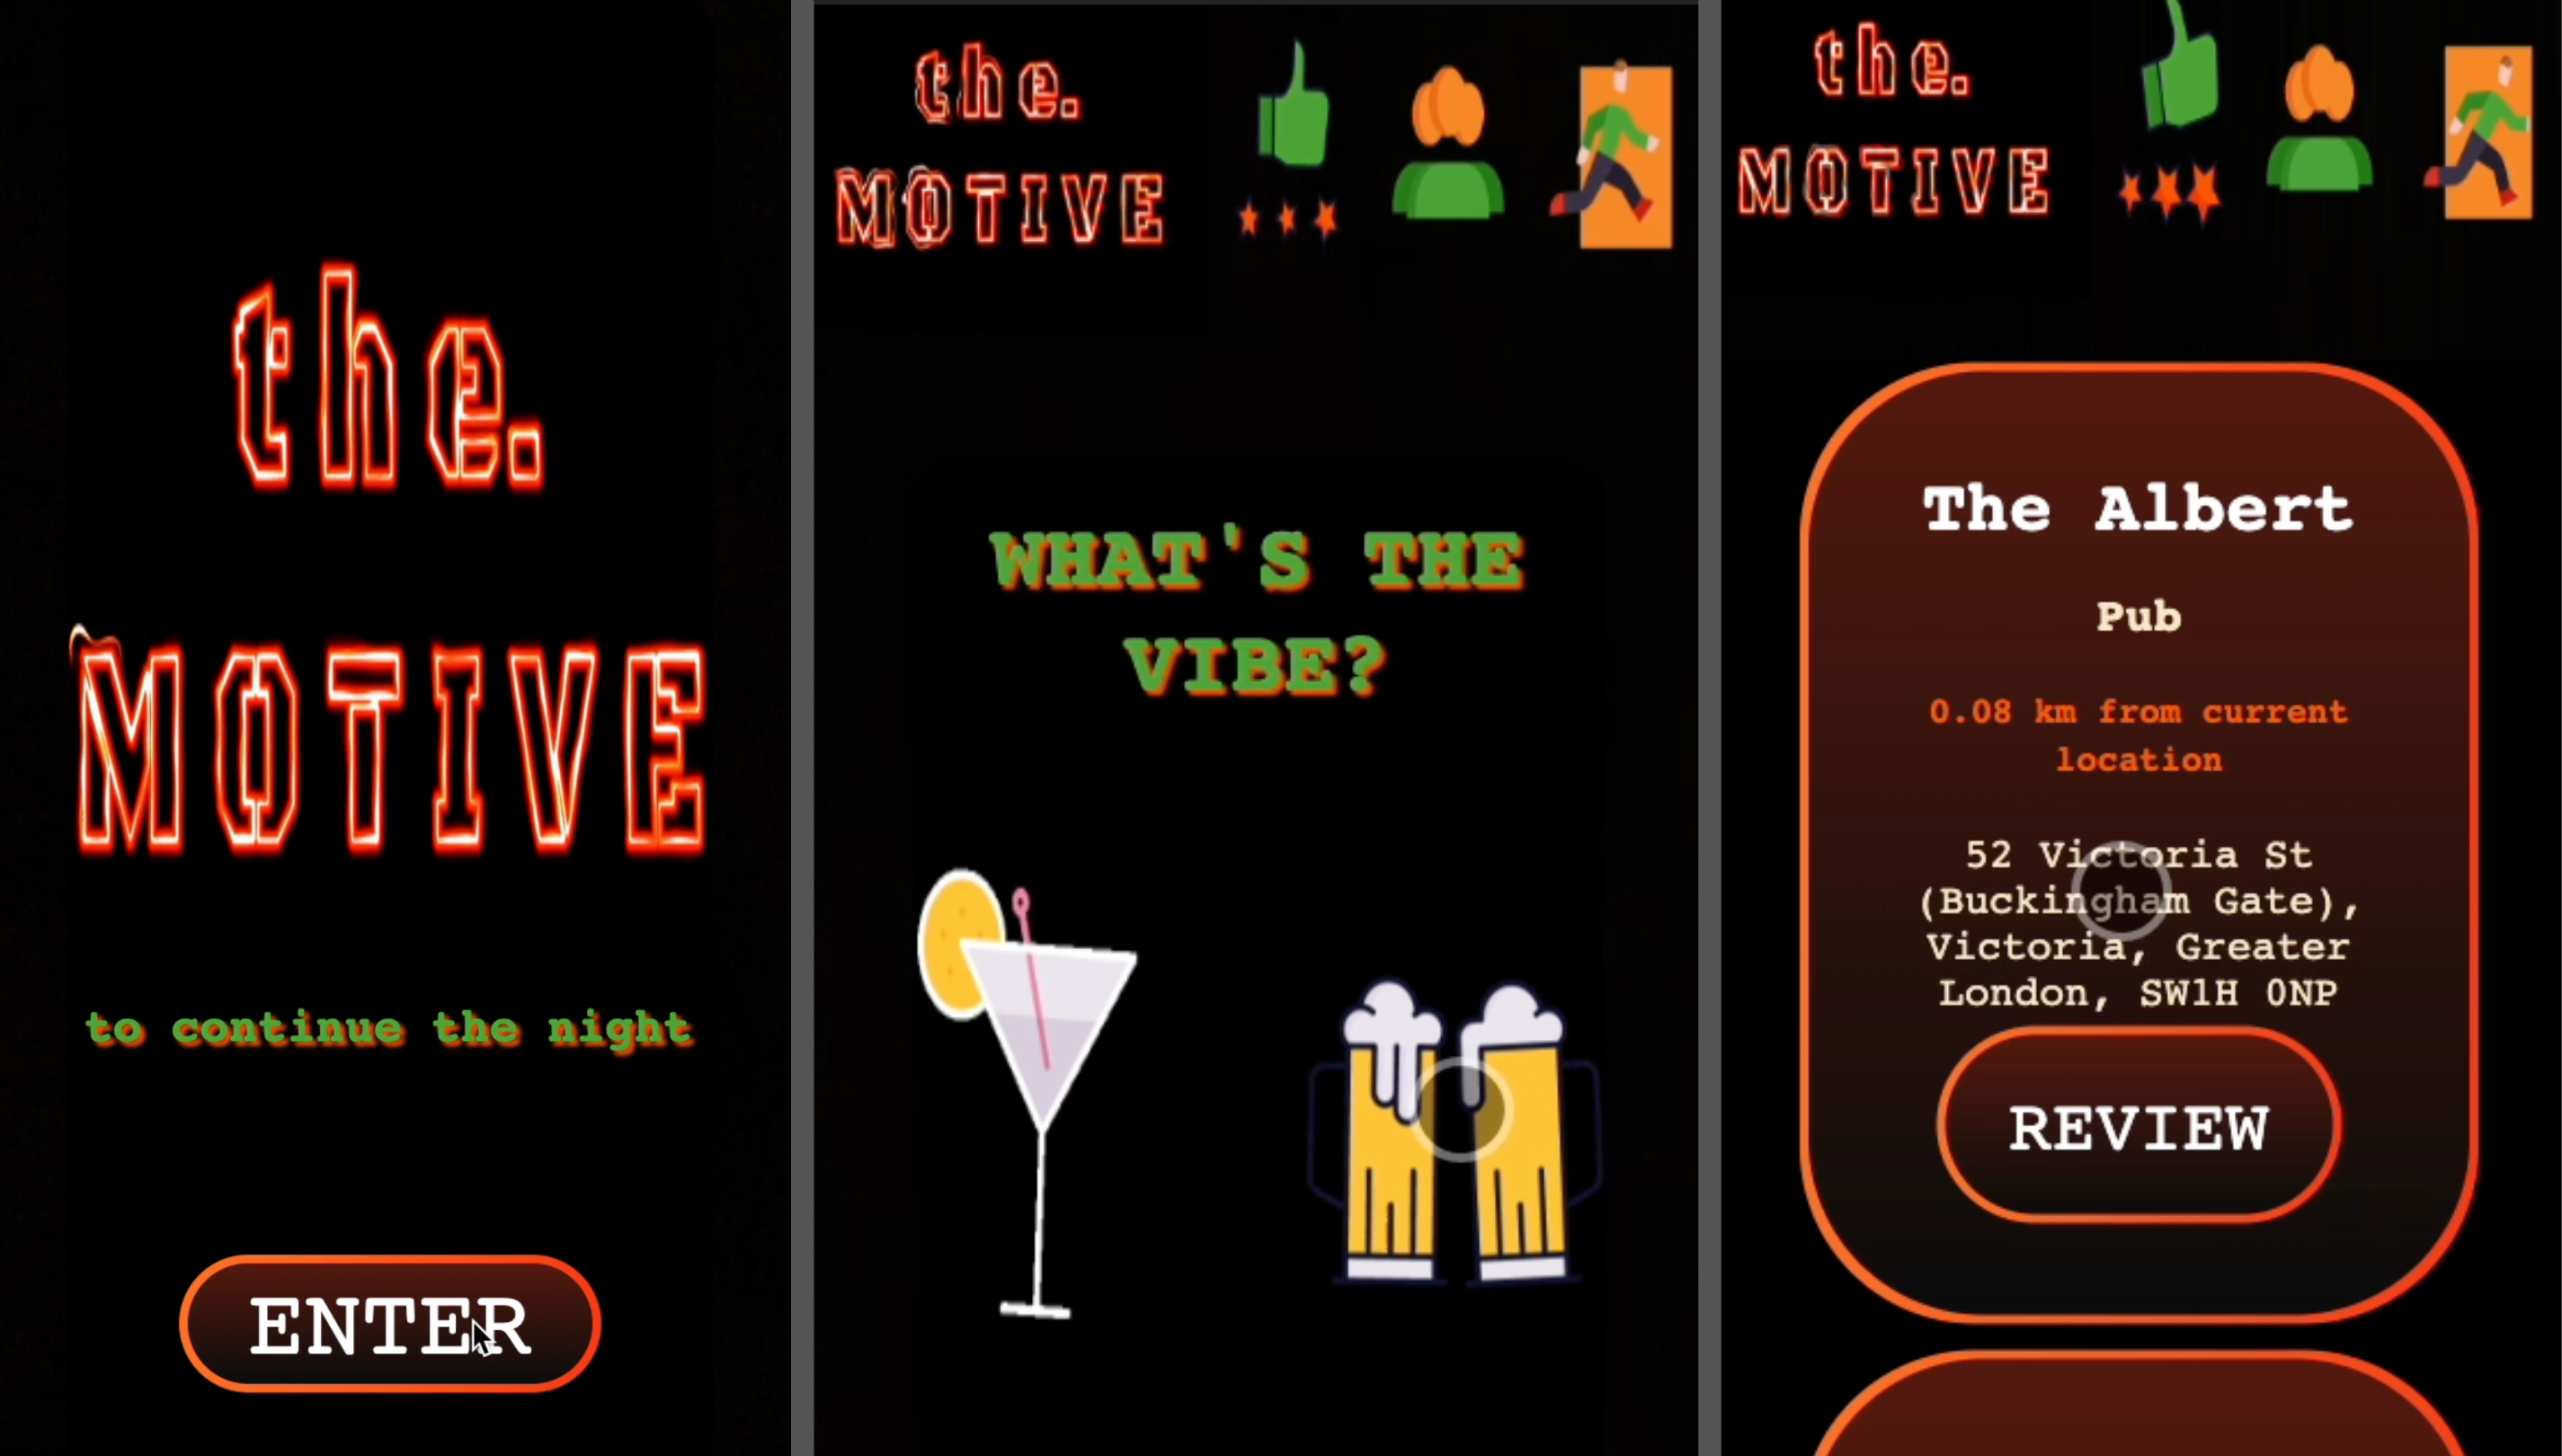 the.
MOTIVE
to continue the night
ENTER
the.
MOTIVE
WHAT'S THE
VIBE?
the.
MOTIVE
The Albert
Pub
0.08 km from current
location
52 Victoria St
(Buckingham Gate),
Victoria, Greater
London, SW1H 0NP
REVIEW